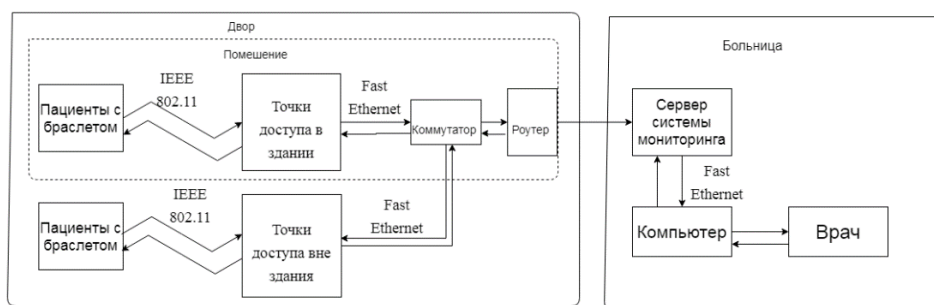 Двор
Помешение
IEEE
802.11
Пациенты с
браслетом
Точки
доступа в
здании
Fast
Ethernet
Коммутатор
Роутер
IEEE
802.11
Пациенты с
браслетом
Точки
доступа вне
здания
Fast
Ethernet
Больница
Сервер
системы
мониторинга
Fast
Ethernet
Компьютер
Врач